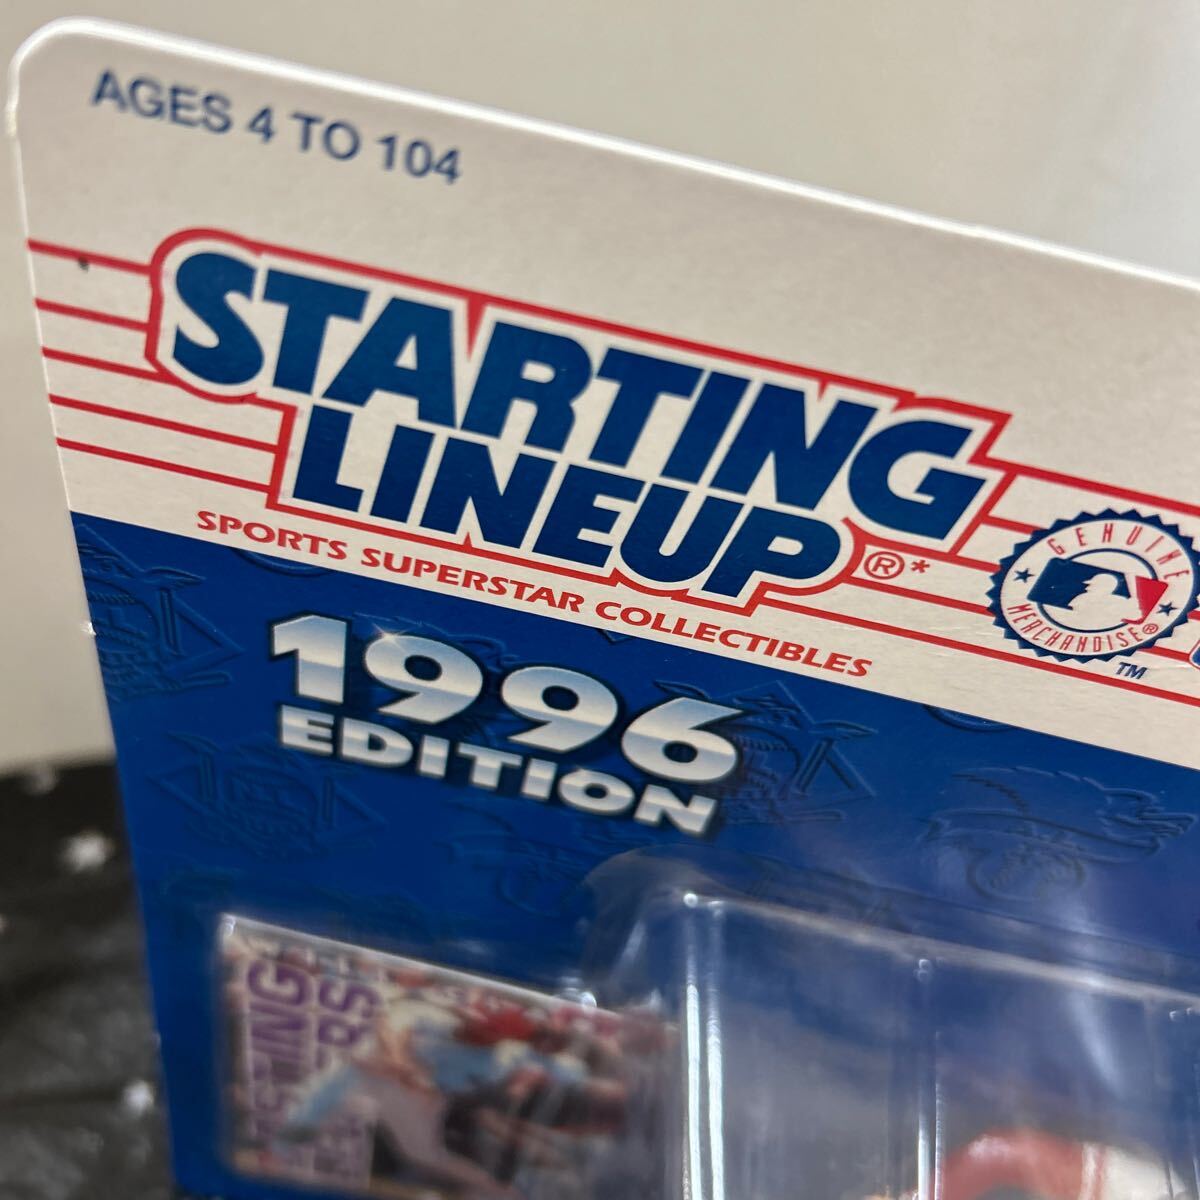 AGES 4 TO 104
STARTING
LINEUP®*
SPORTS SUPERSTAR COLLECTIBLES
GENUINE
MERCHANDISE®
TM
1996
EDITION